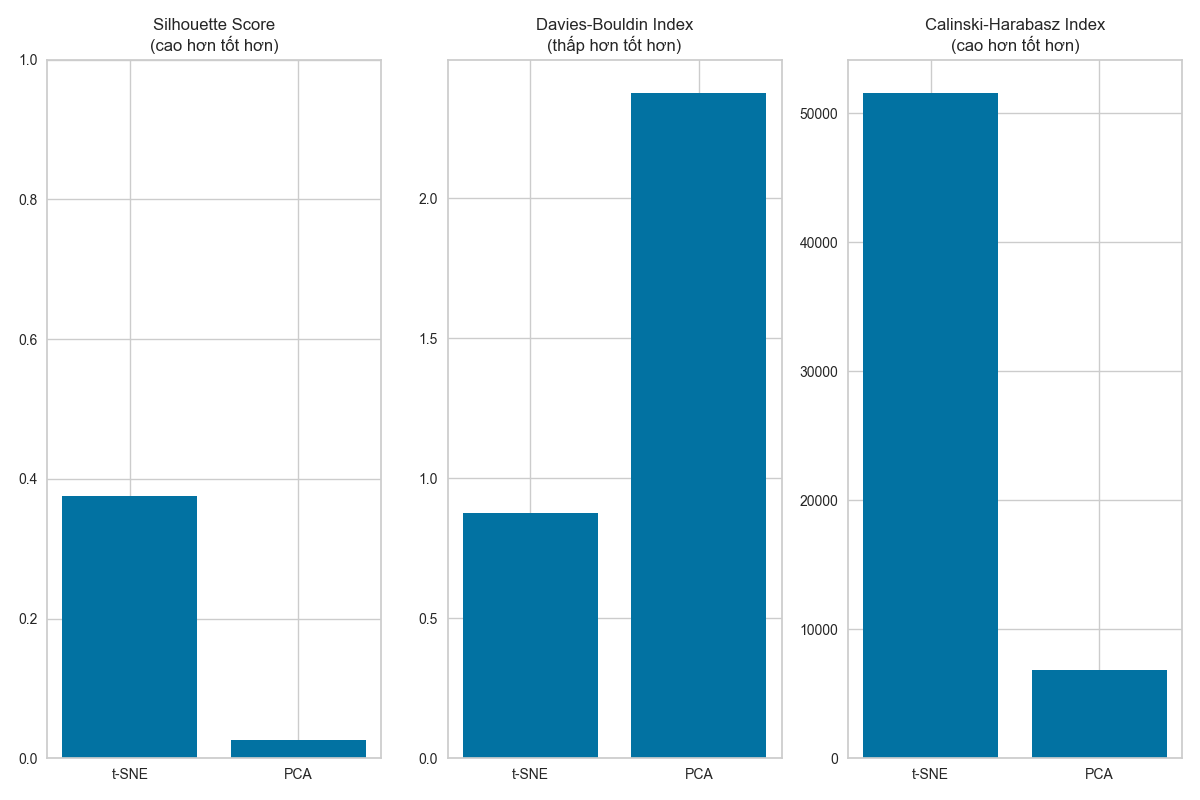 Silhouette Score
(cao hơn tốt hơn)
1.0
0.8
0.6
0.4
0.2
0.0
t-SNE PCA
Davies-Bouldin Index
(thấp hơn tốt hơn)
2.0
1.5
1.0
0.5
0.0
t-SNE PCA
Calinski-Harabasz Index
(cao hơn tốt hơn)
50000
40000
30000
20000
10000
0
t-SNE PCA